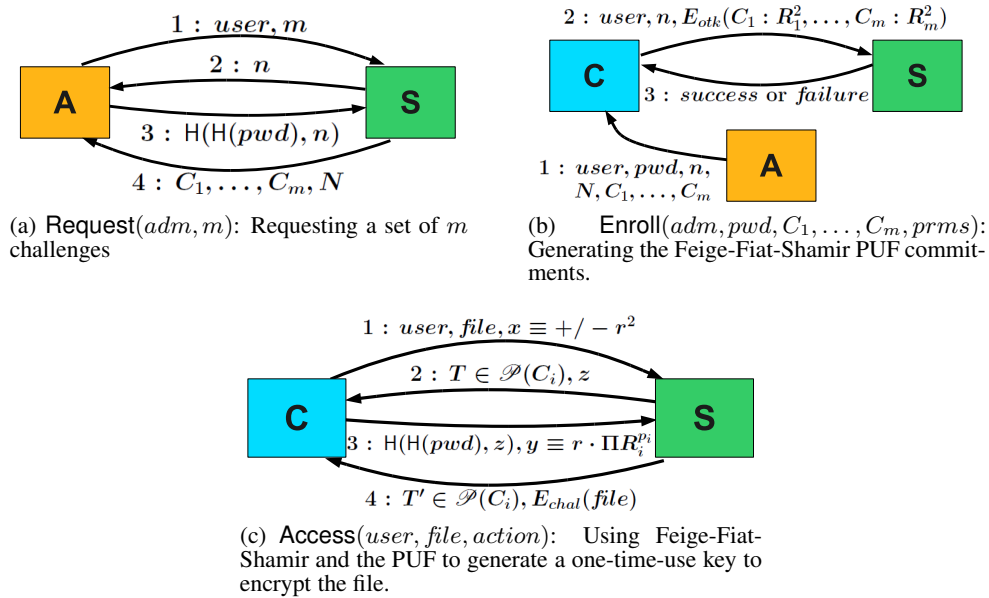 1 : user, m
2 : n
A
S
3 : H(H(pwd), n)
4 : C₁, . . . , Cₘ, N
(a) Request(adm, m): Requesting a set of m
challenges
2 : user, n, E_otk(C₁ : R₁², . . . , Cₘ : Rₘ²)
C
S
3 : success or failure
A
1 : user, pwd, n,
N, C₁, . . . , Cₘ
(b) Enroll(adm, pwd, C₁, . . . , Cₘ, prms):
Generating the Feige-Fiat-Shamir PUF commit-
ments.
1 : user, file, x ≡ +/− r²
2 : T ∈ 𝒫(Cᵢ), z
C
S
3 : H(H(pwd), z), y ≡ r · ΠRᵢ^pᵢ
4 : T′ ∈ 𝒫(Cᵢ), E_chal(file)
(c) Access(user, file, action): Using Feige-Fiat-
Shamir and the PUF to generate a one-time-use key to
encrypt the file.